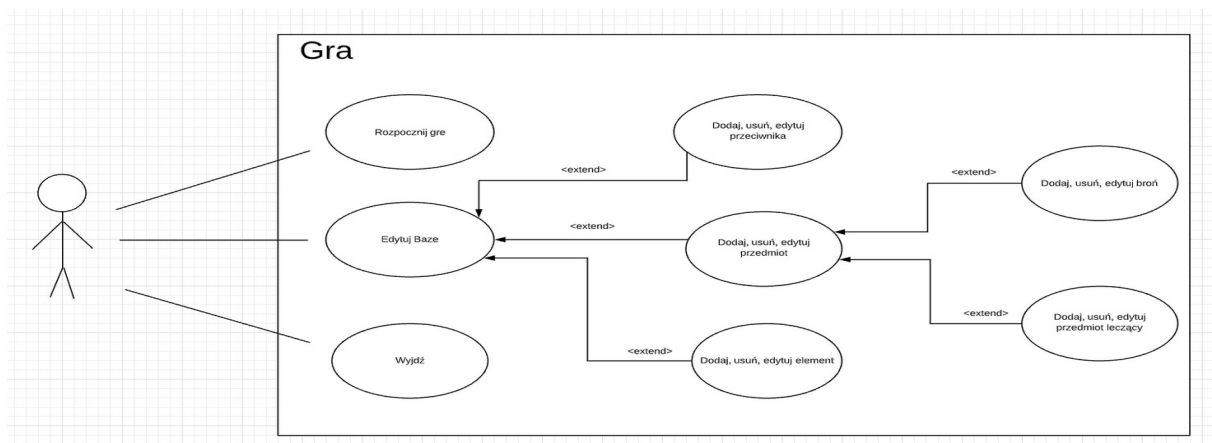 Gra
Rozpocznij gre
Dodaj, usuń, edytuj
przeciwnika
<extend>
<extend>
Dodaj, usuń, edytuj broń
Edytuj Baze
<extend>
Dodaj, usuń, edytuj
przedmiot
<extend>
Dodaj, usuń, edytuj
przedmiot leczący
Wyjdź
<extend>
Dodaj, usuń, edytuj element